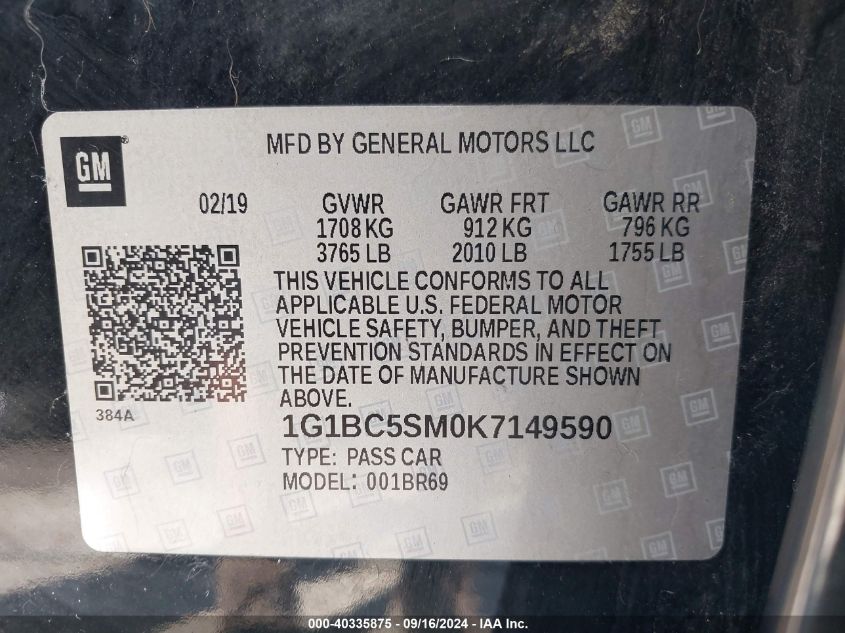 GM
MFD BY GENERAL MOTORS LLC
02/19 GVWR GAWR FRT GAWR RR
1708 KG 912 KG 796 KG
3765 LB 2010 LB 1755 LB
THIS VEHICLE CONFORMS TO ALL
APPLICABLE U.S. FEDERAL MOTOR
VEHICLE SAFETY, BUMPER, AND THEFT
PREVENTION STANDARDS IN EFFECT ON
THE DATE OF MANUFACTURE SHOWN
ABOVE.
384A
1G1BC5SM0K7149590
TYPE: PASS CAR
MODEL: 001BR69
000-40335875 - 09/16/2024 - IAA, Inc.